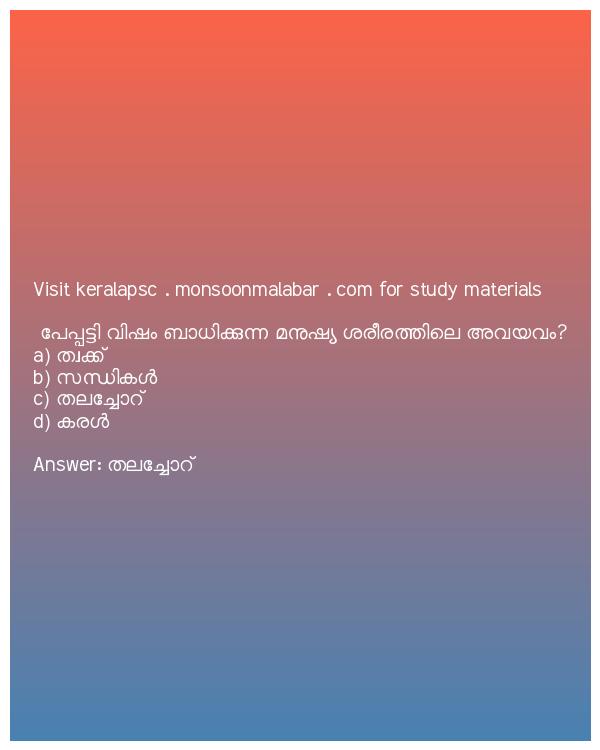 Visit keralapsc . monsoonmalabar . com for study materials
പേപ്പട്ടി വിഷം ബാധിക്കുന്ന മനുഷ്യ ശരീരത്തിലെ അവയവം?
a) ത്വക്ക്
b) സന്ധികൾ
c) തലച്ചോറ്
d) കരൾ
Answer: തലച്ചോറ്